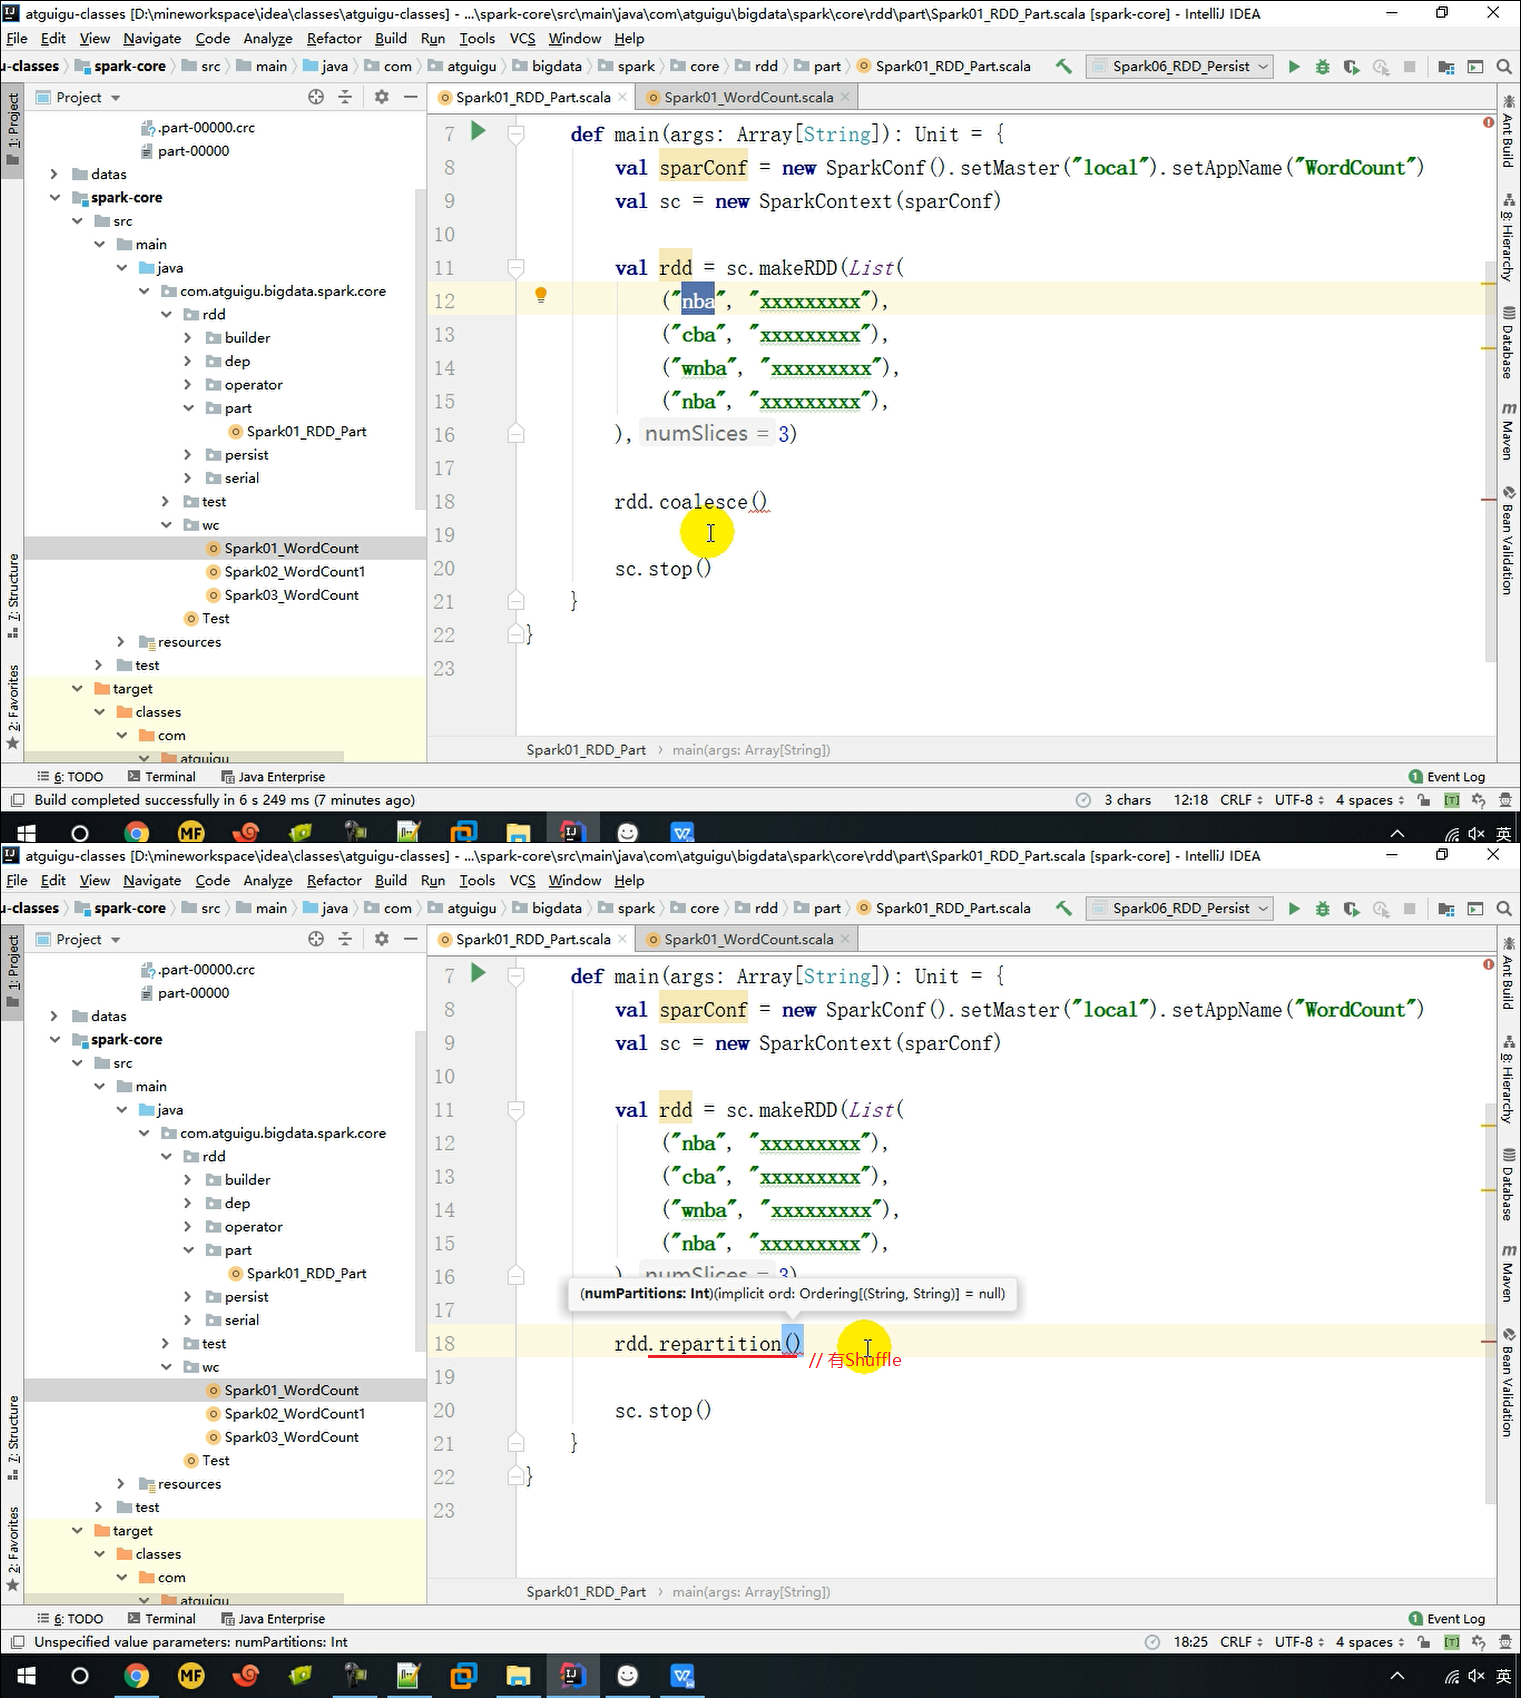 atguigu-classes [D:\mineworkspace\idea\classes\atguigu-classes] - ...\spark-core\src\main\java\com\atguigu\bigdata\spark\core\rdd\part\Spark01_RDD_Part.scala [spark-core] - IntelliJ IDEA
File Edit View Navigate Code Analyze Refactor Build Run Tools VCS Window Help
u-classes spark-core src main java com atguigu bigdata spark core rdd part Spark01_RDD_Part.scala Spark06_RDD_Persist
Project
Spark01_RDD_Part.scala Spark01_WordCount.scala
1: Project
7: Structure
2: Favorites
.part-00000.crc
part-00000
datas
spark-core
src
main
java
com.atguigu.bigdata.spark.core
rdd
builder
dep
operator
part
Spark01_RDD_Part
persist
serial
test
wc
Spark01_WordCount
Spark02_WordCount1
Spark03_WordCount
Test
resources
test
target
classes
com
atguigu
7 def main(args: Array[String]): Unit = {
8 val sparConf = new SparkConf().setMaster("local").setAppName("WordCount")
9 val sc = new SparkContext(sparConf)
10
11 val rdd = sc.makeRDD(List(
12 ("nba", "xxxxxxxxx"),
13 ("cba", "xxxxxxxxx"),
14 ("wnba", "xxxxxxxxx"),
15 ("nba", "xxxxxxxxx"),
16 ), numSlices = 3)
17
18 rdd.coalesce()
19
20 sc.stop()
21 }
22 }
23
Spark01_RDD_Part main(args: Array[String])
Ant Build
8: Hierarchy
Database
m Maven
Bean Validation
6: TODO Terminal Java Enterprise 1 Event Log
Build completed successfully in 6 s 249 ms (7 minutes ago) 3 chars 12:18 CRLF UTF-8 4 spaces [T]
MF IJ 英
atguigu-classes [D:\mineworkspace\idea\classes\atguigu-classes] - ...\spark-core\src\main\java\com\atguigu\bigdata\spark\core\rdd\part\Spark01_RDD_Part.scala [spark-core] - IntelliJ IDEA
File Edit View Navigate Code Analyze Refactor Build Run Tools VCS Window Help
u-classes spark-core src main java com atguigu bigdata spark core rdd part Spark01_RDD_Part.scala Spark06_RDD_Persist
Project
Spark01_RDD_Part.scala Spark01_WordCount.scala
1: Project
7: Structure
2: Favorites
.part-00000.crc
part-00000
datas
spark-core
src
main
java
com.atguigu.bigdata.spark.core
rdd
builder
dep
operator
part
Spark01_RDD_Part
persist
serial
test
wc
Spark01_WordCount
Spark02_WordCount1
Spark03_WordCount
Test
resources
test
target
classes
com
atguigu
7 def main(args: Array[String]): Unit = {
8 val sparConf = new SparkConf().setMaster("local").setAppName("WordCount")
9 val sc = new SparkContext(sparConf)
10
11 val rdd = sc.makeRDD(List(
12 ("nba", "xxxxxxxxx"),
13 ("cba", "xxxxxxxxx"),
14 ("wnba", "xxxxxxxxx"),
15 ("nba", "xxxxxxxxx"),
16 ), numSlices = 3)
(numPartitions: Int)(implicit ord: Ordering[(String, String)] = null)
17
18 rdd.repartition()
// 有Shuffle
19
20 sc.stop()
21 }
22 }
23
Spark01_RDD_Part main(args: Array[String])
Ant Build
8: Hierarchy
Database
m Maven
Bean Validation
6: TODO Terminal Java Enterprise 1 Event Log
Unspecified value parameters: numPartitions: Int 18:25 CRLF UTF-8 4 spaces [T]
MF IJ 英